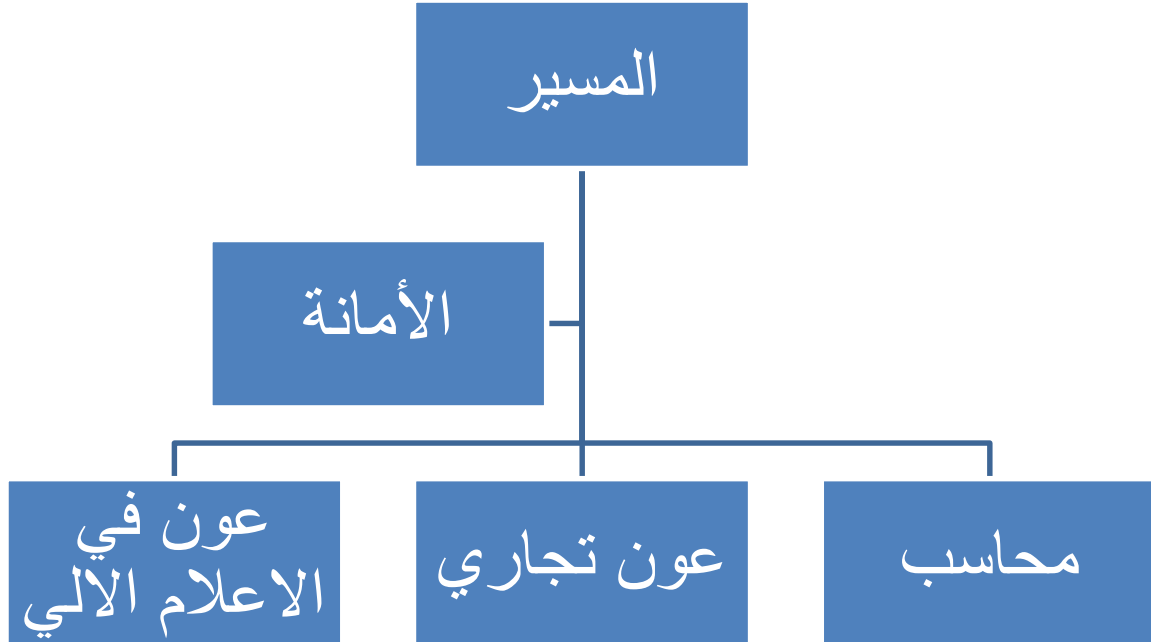 المسير
الأمانة
محاسب
عون تجاري
عون في
الاعلام الالي